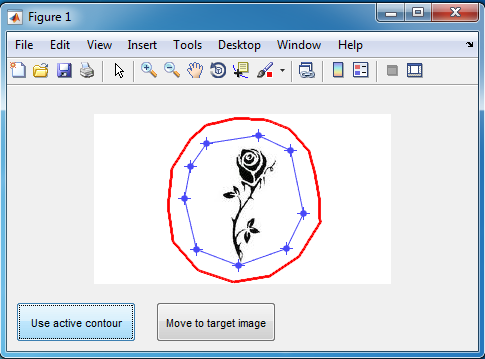 Figure 1
File Edit View Insert Tools Desktop Window Help
Use active contour Move to target image